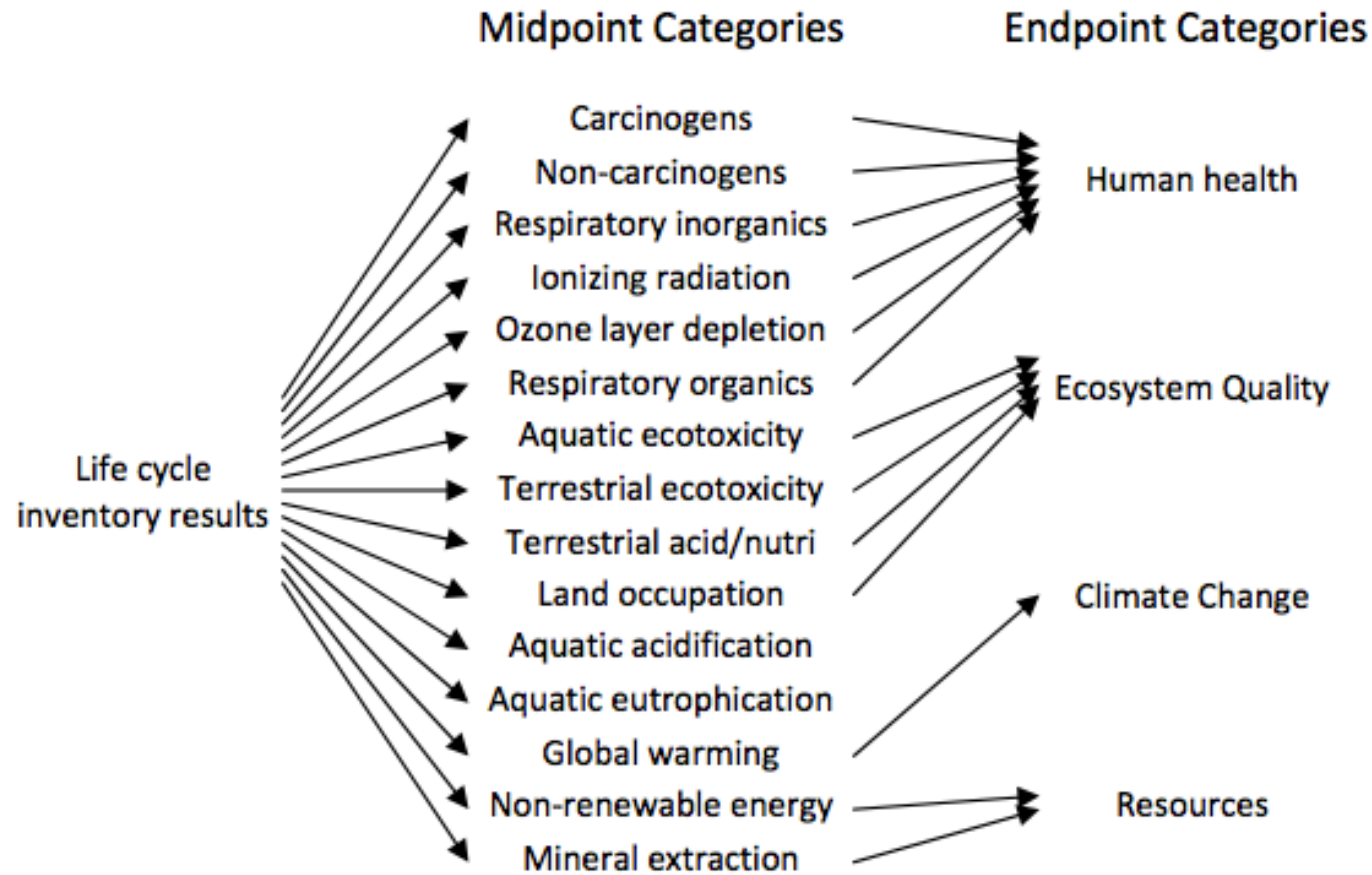 Midpoint Categories
Endpoint Categories
Carcinogens
Non-carcinogens
Respiratory inorganics
Ionizing radiation
Ozone layer depletion
Respiratory organics
Aquatic ecotoxicity
Terrestrial ecotoxicity
Terrestrial acid/nutri
Land occupation
Aquatic acidification
Aquatic eutrophication
Global warming
Non-renewable energy
Mineral extraction
Life cycle
inventory results
Human health
Ecosystem Quality
Climate Change
Resources